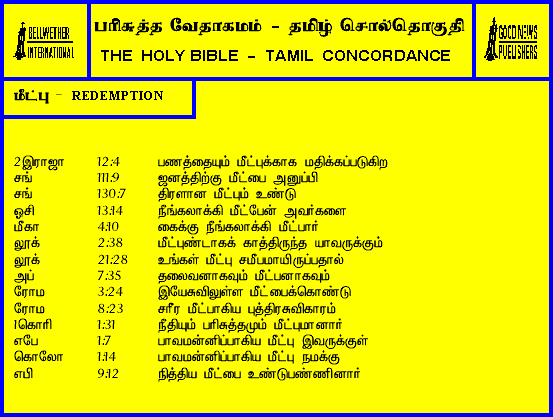 BELLWETHER
INTERNATIONAL
பரிசுத்த வேதாகமம் - தமிழ் சொல்தொகுதி
THE HOLY BIBLE - TAMIL CONCORDANCE
GOOD NEWS
PUBLISHERS
மீட்பு - REDEMPTION
2இராஜா 12:4 பணத்தையும் மீட்புக்காக மதிக்கப்படுகிற
சங் 111:9 ஜனத்திற்கு மீட்பை அனுப்பி
சங் 130:7 திரளான மீட்பும் உண்டு
ஓசி 13:14 நீங்கலாக்கி மீட்பேன் அவர்களை
மீகா 4:10 கைக்கு நீங்கலாக்கி மீட்பார்
லூக் 2:38 மீட்புண்டாகக் காத்திருந்த யாவருக்கும்
லூக் 21:28 உங்கள் மீட்பு சமீபமாயிருப்பதால்
அப் 7:35 தலைவனாகவும் மீட்பனாகவும்
ரோம 3:24 இயேசுவிலுள்ள மீட்பைக்கொண்டு
ரோம 8:23 சரீர மீட்பாகிய புத்திரசுவிகாரம்
1கொரி 1:31 நீதியும் பரிசுத்தமும் மீட்புமானார்
எபே 1:7 பாவமன்னிப்பாகிய மீட்பு இவருக்குள்
கொலோ 1:14 பாவமன்னிப்பாகிய மீட்பு நமக்கு
எபி 9:12 நித்திய மீட்பை உண்டுபண்ணினார்